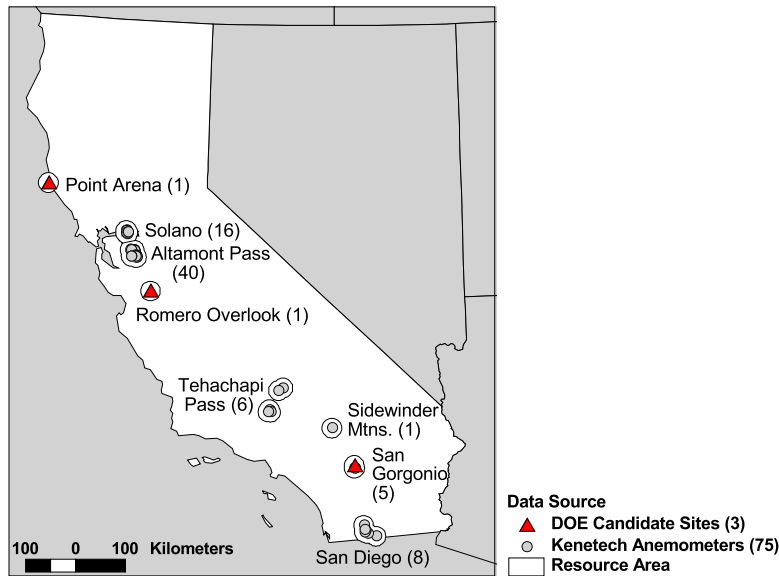 Point Arena (1)
Solano (16)
Altamont Pass
(40)
Romero Overlook (1)
Tehachapi
Pass (6)
Sidewinder
Mtns. (1)
San
Gorgonio
(5)
San Diego (8)
100 0 100 Kilometers
Data Source
DOE Candidate Sites (3)
Kenetech Anemometers (75)
Resource Area